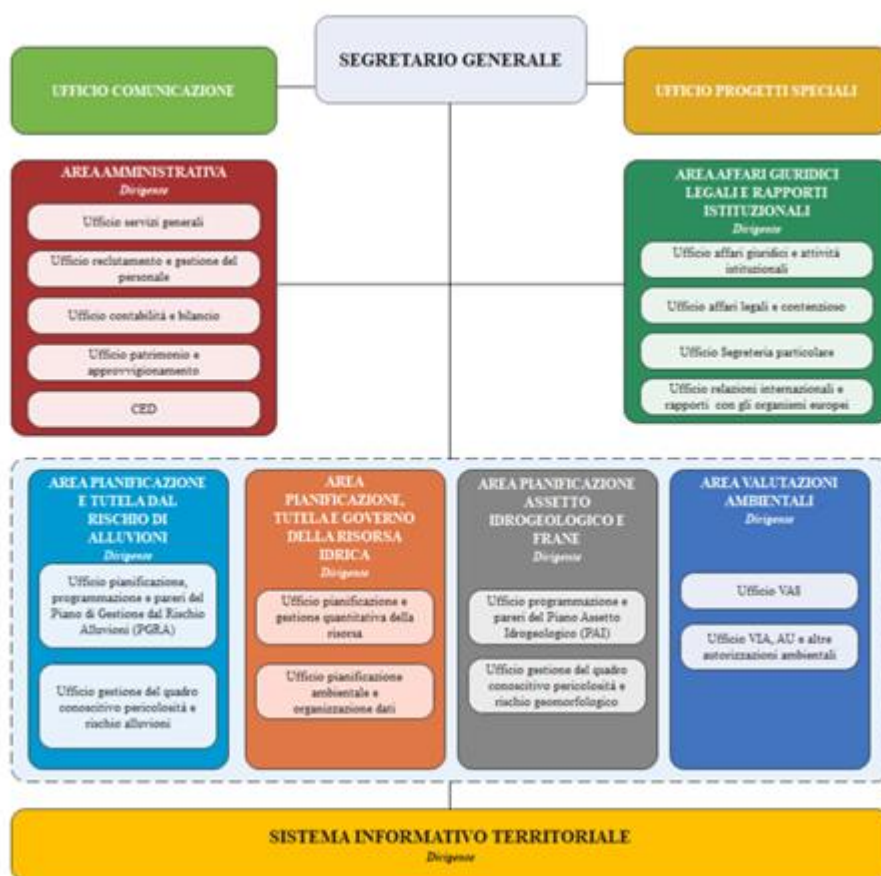 SEGRETARIO GENERALE
UFFICIO COMUNICAZIONE
UFFICIO PROGETTI SPECIALI
AREA AMMINISTRATIVA
Dirigente
Ufficio servizi generali
Ufficio reclutamento e gestione del
personale
Ufficio contabilità e bilancio
Ufficio patrimonio e
approvvigionamento
CED
AREA AFFARI GIURIDICI
LEGALI E RAPPORTI
ISTITUZIONALI
Dirigente
Ufficio affari giuridici e attività
istituzionali
Ufficio affari legali e contenzioso
Ufficio Segreteria particolare
Ufficio relazioni internazionali e
rapporti con gli organismi europei
AREA PIANIFICAZIONE
E TUTELA DAL
RISCHIO DI
ALLUVIONI
Dirigente
Ufficio pianificazione,
programmazione e pareri del
Piano di Gestione dal Rischio
Alluvioni (PGRA)
Ufficio gestione del quadro
conoscitivo pericolosità e
rischio alluvioni
AREA
PIANIFICAZIONE,
TUTELA E GOVERNO
DELLA RISORSA
IDRICA
Dirigente
Ufficio pianificazione e
gestione quantitativa della
risorsa
Ufficio pianificazione
ambientale e
organizzazione dati
AREA PIANIFICAZIONE
ASSETTO
IDROGEOLOGICO E
FRANE
Dirigente
Ufficio programmazione e
pareri del Piano Assetto
Idrogeologico (PAI)
Ufficio gestione del quadro
conoscitivo pericolosità e
rischio geomorfologico
AREA VALUTAZIONI
AMBIENTALI
Dirigente
Ufficio VAS
Ufficio VIA, AU e altre
autorizzazioni ambientali
SISTEMA INFORMATIVO TERRITORIALE
Dirigente